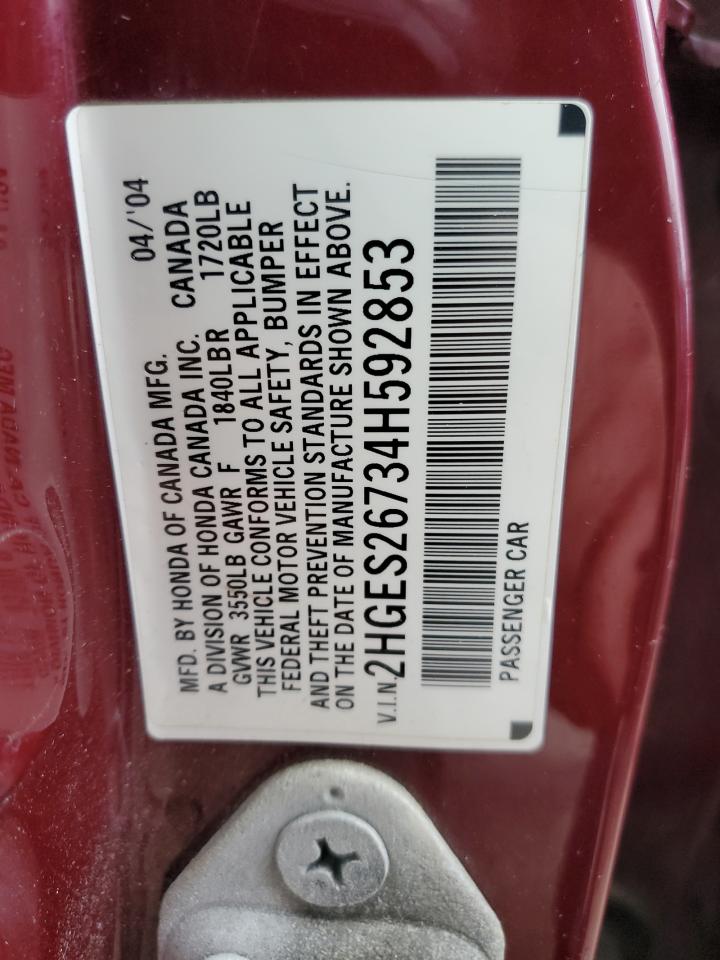 MFD. BY HONDA OF CANADA MFG. 04/'04
A DIVISION OF HONDA CANADA INC. CANADA
GVWR 3550LB GAWR F 1840LBR 1720LB
THIS VEHICLE CONFORMS TO ALL APPLICABLE
FEDERAL MOTOR VEHICLE SAFETY, BUMPER
AND THEFT PREVENTION STANDARDS IN EFFECT
ON THE DATE OF MANUFACTURE SHOWN ABOVE.
V.I.N. 2HGES26734H592853
PASSENGER CAR